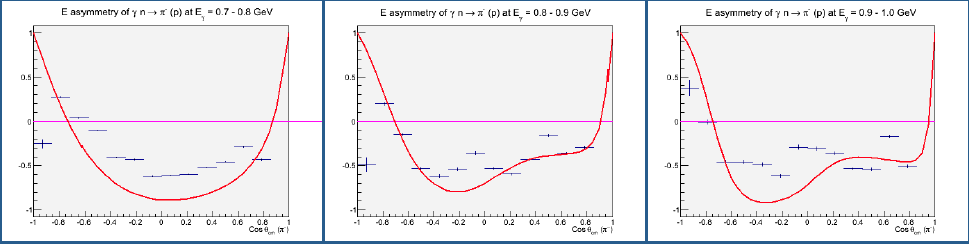 E asymmetry of γ n → π⁻ (p) at E_γ = 0.7 - 0.8 GeV
1
0.5
0
-0.5
-1
-1 -0.8 -0.6 -0.4 -0.2 0 0.2 0.4 0.6 0.8 1
Cos θ_cm (π⁻)
E asymmetry of γ n → π⁻ (p) at E_γ = 0.8 - 0.9 GeV
1
0.5
0
-0.5
-1
-1 -0.8 -0.6 -0.4 -0.2 0 0.2 0.4 0.6 0.8 1
Cos θ_cm (π⁻)
E asymmetry of γ n → π⁻ (p) at E_γ = 0.9 - 1.0 GeV
1
0.5
0
-0.5
-1
-1 -0.8 -0.6 -0.4 -0.2 0 0.2 0.4 0.6 0.8 1
Cos θ_cm (π⁻)